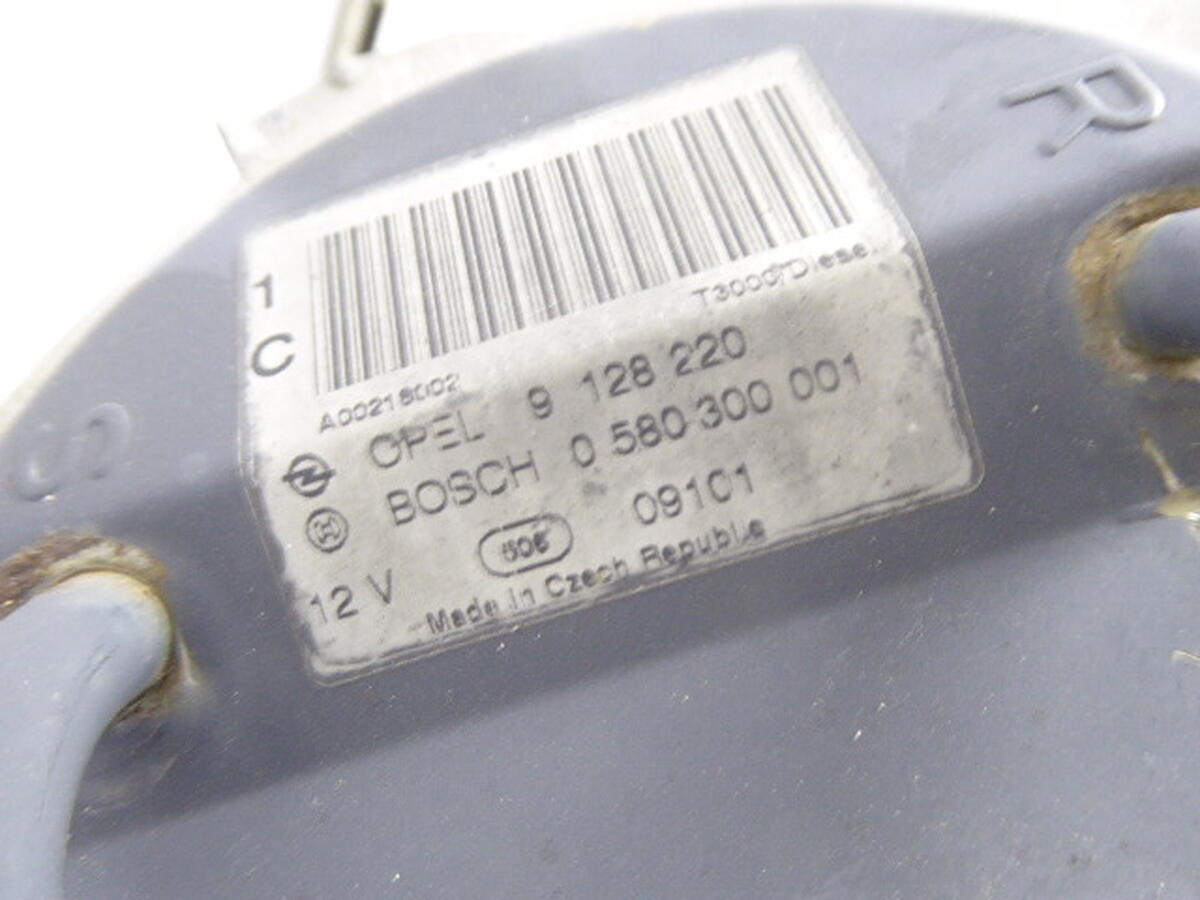 R
S
1
C
T3000/Diesel
A00218002
OPEL 9 128 220
BOSCH 0 580 300 001
506 09101
12 V Made in Czech Republic